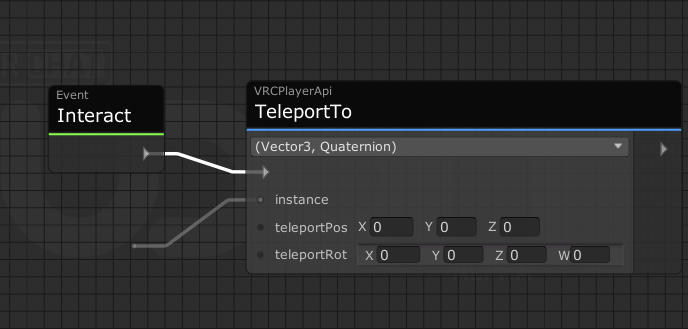 Event
Interact
VRCPlayerApi
TeleportTo
(Vector3, Quaternion)
instance
teleportPos X 0 Y 0 Z 0
teleportRot X 0 Y 0 Z 0 W 0